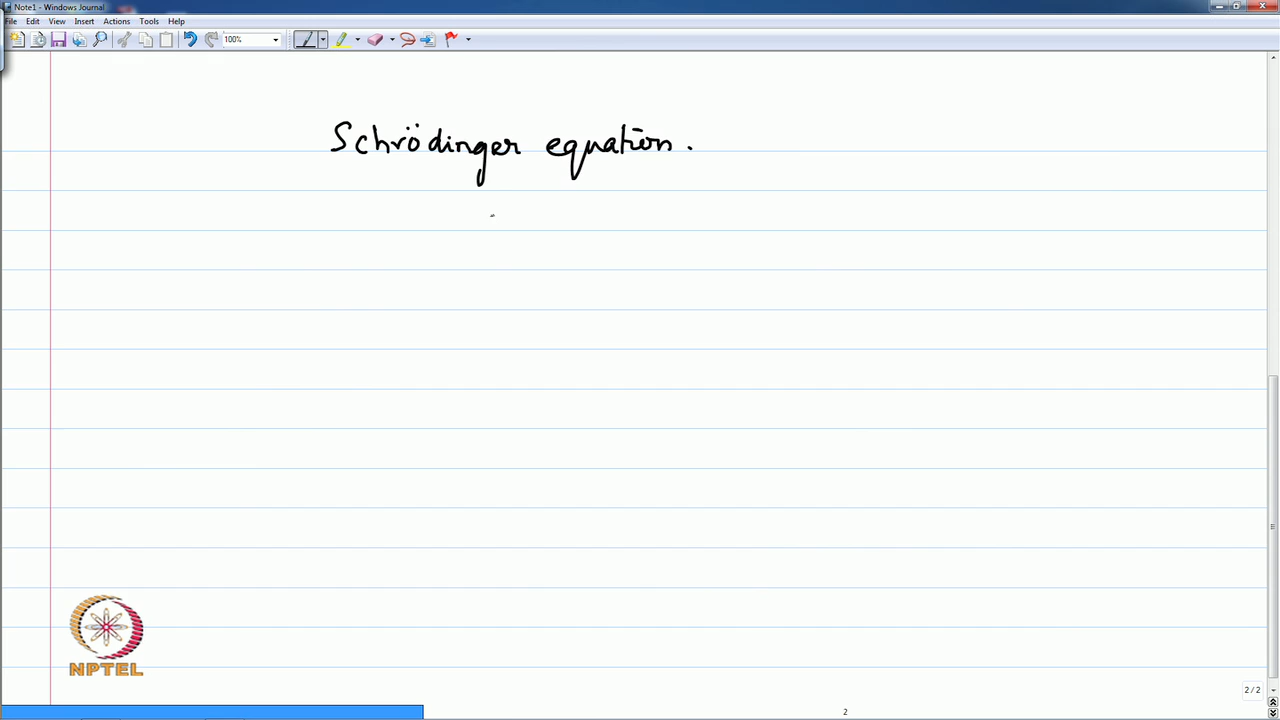 Note1 - Windows Journal
File Edit View Insert Actions Tools Help
100%
Schrödinger equation.
NPTEL
2 / 2
2